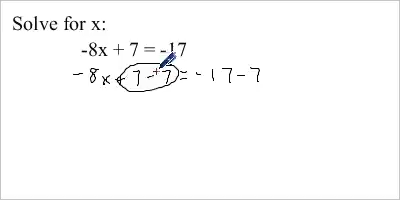 Solve for x:
-8x + 7 = -17
-8x + 7 - 7 = -17 - 7